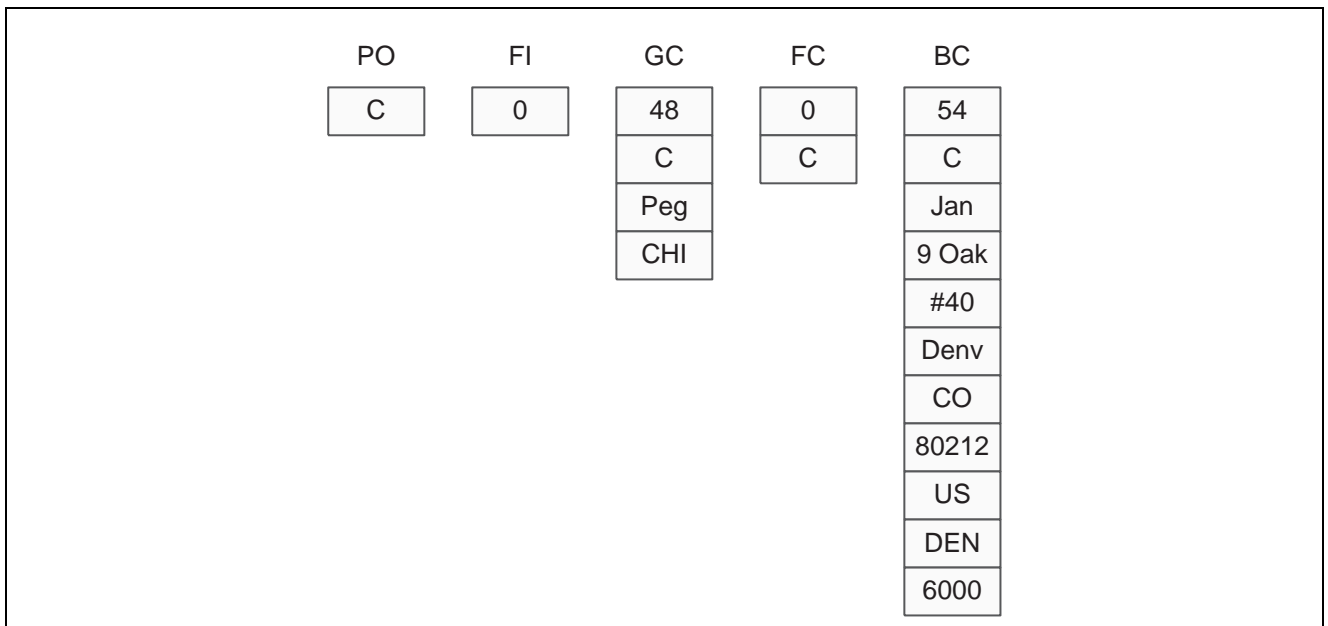 PO FI GC FC BC
C 0 48 0 54
C C C
Peg Jan
CHI 9 Oak
#40
Denv
CO
80212
US
DEN
6000